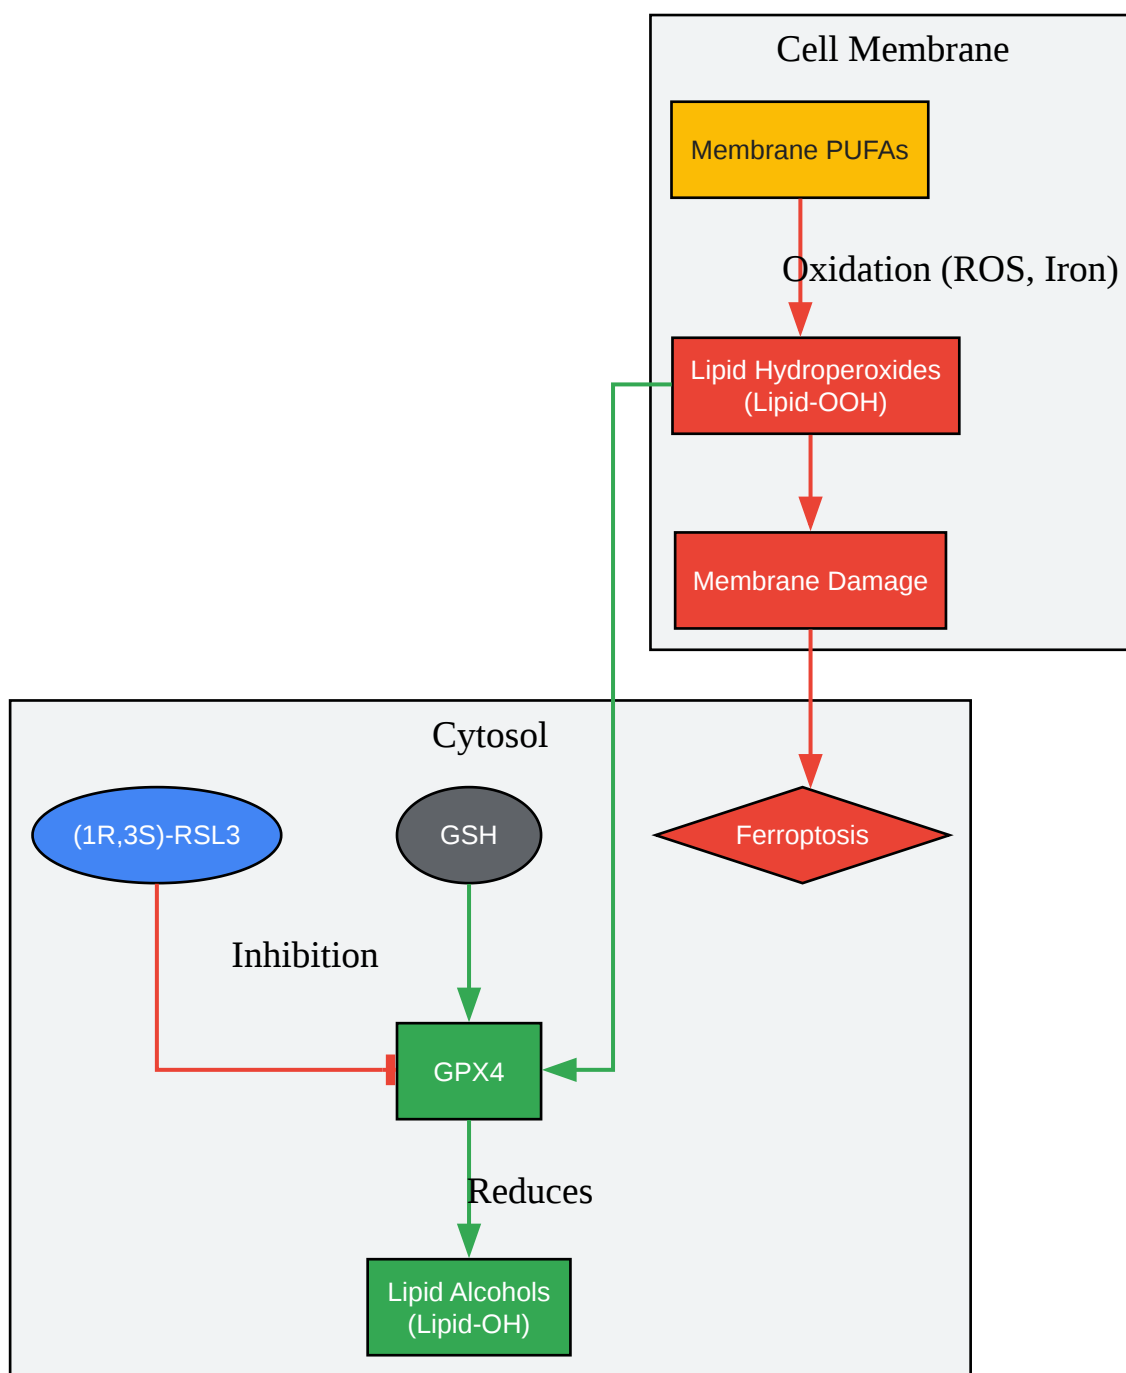 Cell Membrane
Membrane PUFAs
Oxidation (ROS, Iron)
Lipid Hydroperoxides
(Lipid-OOH)
Membrane Damage
Cytosol
(1R,3S)-RSL3
GSH
Ferroptosis
Inhibition
GPX4
Reduces
Lipid Alcohols
(Lipid-OH)